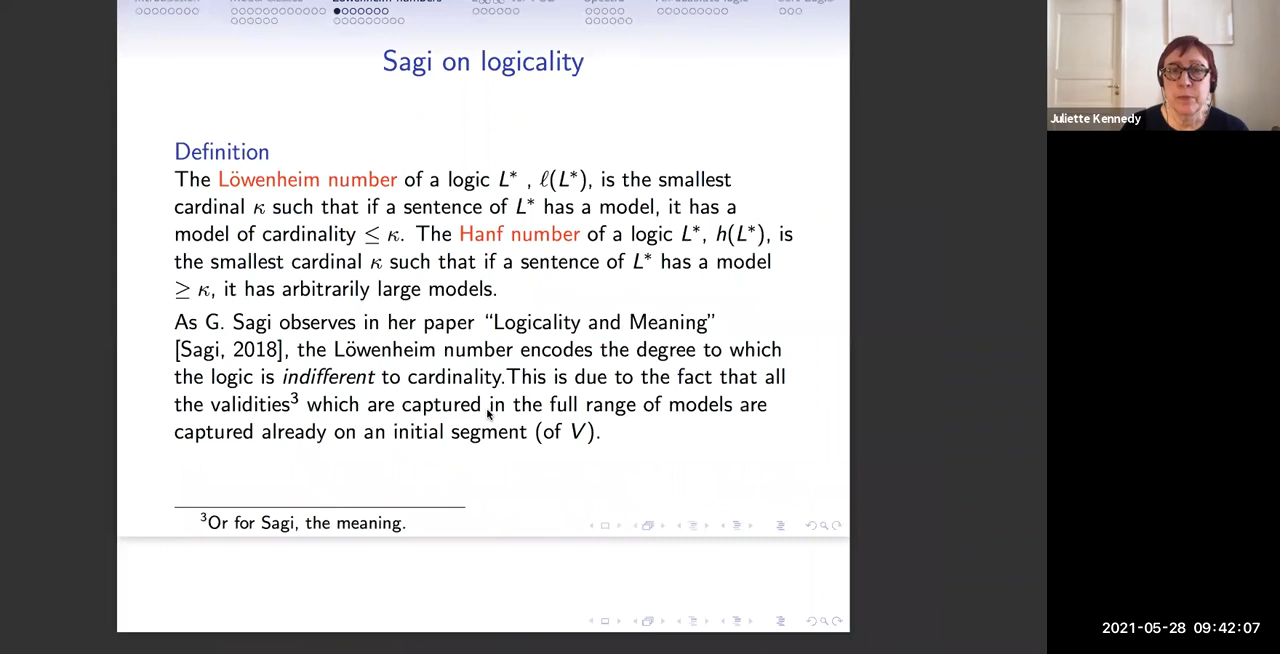 Löwenheim numbers
Sagi on logicality
Definition
The Löwenheim number of a logic L* , ℓ(L*), is the smallest
cardinal κ such that if a sentence of L* has a model, it has a
model of cardinality ≤ κ. The Hanf number of a logic L*, h(L*), is
the smallest cardinal κ such that if a sentence of L* has a model
≥ κ, it has arbitrarily large models.
As G. Sagi observes in her paper “Logicality and Meaning”
[Sagi, 2018], the Löwenheim number encodes the degree to which
the logic is indifferent to cardinality.This is due to the fact that all
the validities³ which are captured in the full range of models are
captured already on an initial segment (of V).
³Or for Sagi, the meaning.
Juliette Kennedy
2021-05-28 09:42:07